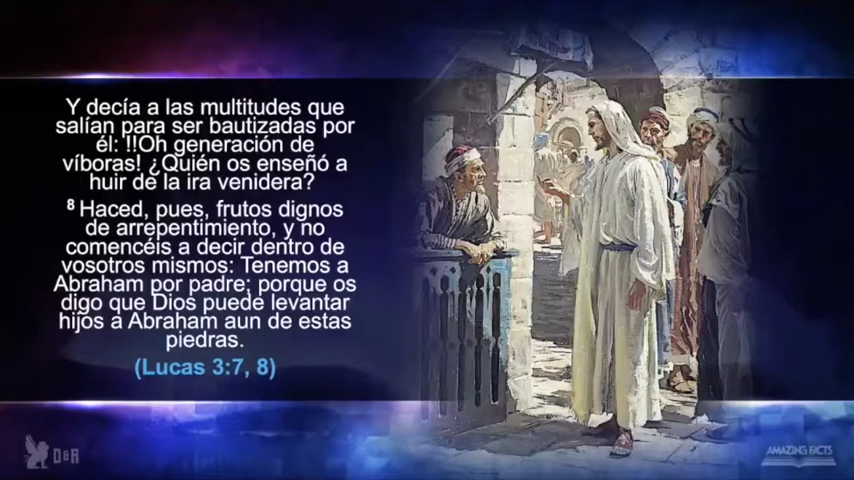 Y decía a las multitudes que
salían para ser bautizadas por
él: !!Oh generación de
víboras! ¿Quién os enseñó a
huir de la ira venidera?
8 Haced, pues, frutos dignos
de arrepentimiento, y no
comencéis a decir dentro de
vosotros mismos: Tenemos a
Abraham por padre; porque os
digo que Dios puede levantar
hijos a Abraham aun de estas
piedras.
(Lucas 3:7, 8)
D&R
AMAZING FACTS